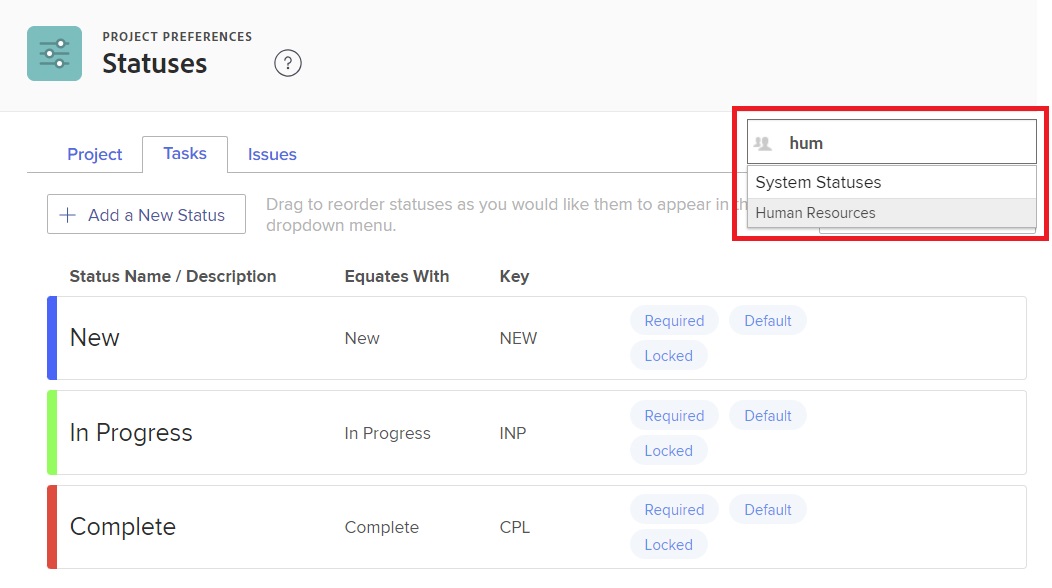 PROJECT PREFERENCES
Statuses
?
Project
Tasks
Issues
hum
System Statuses
Human Resources
Add a New Status
Drag to reorder statuses as you would like them to appear in th
dropdown menu.
Status Name / Description Equates With Key
New New NEW Required Default
Locked
In Progress In Progress INP Required Default
Locked
Complete Complete CPL Required Default
Locked